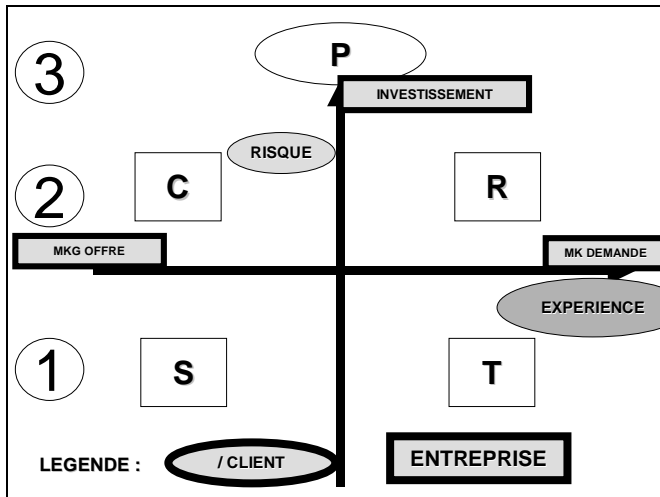 3
P
INVESTISSEMENT
RISQUE
2
C
R
MKG OFFRE
MK DEMANDE
EXPERIENCE
1
S
T
LEGENDE :
/ CLIENT
ENTREPRISE